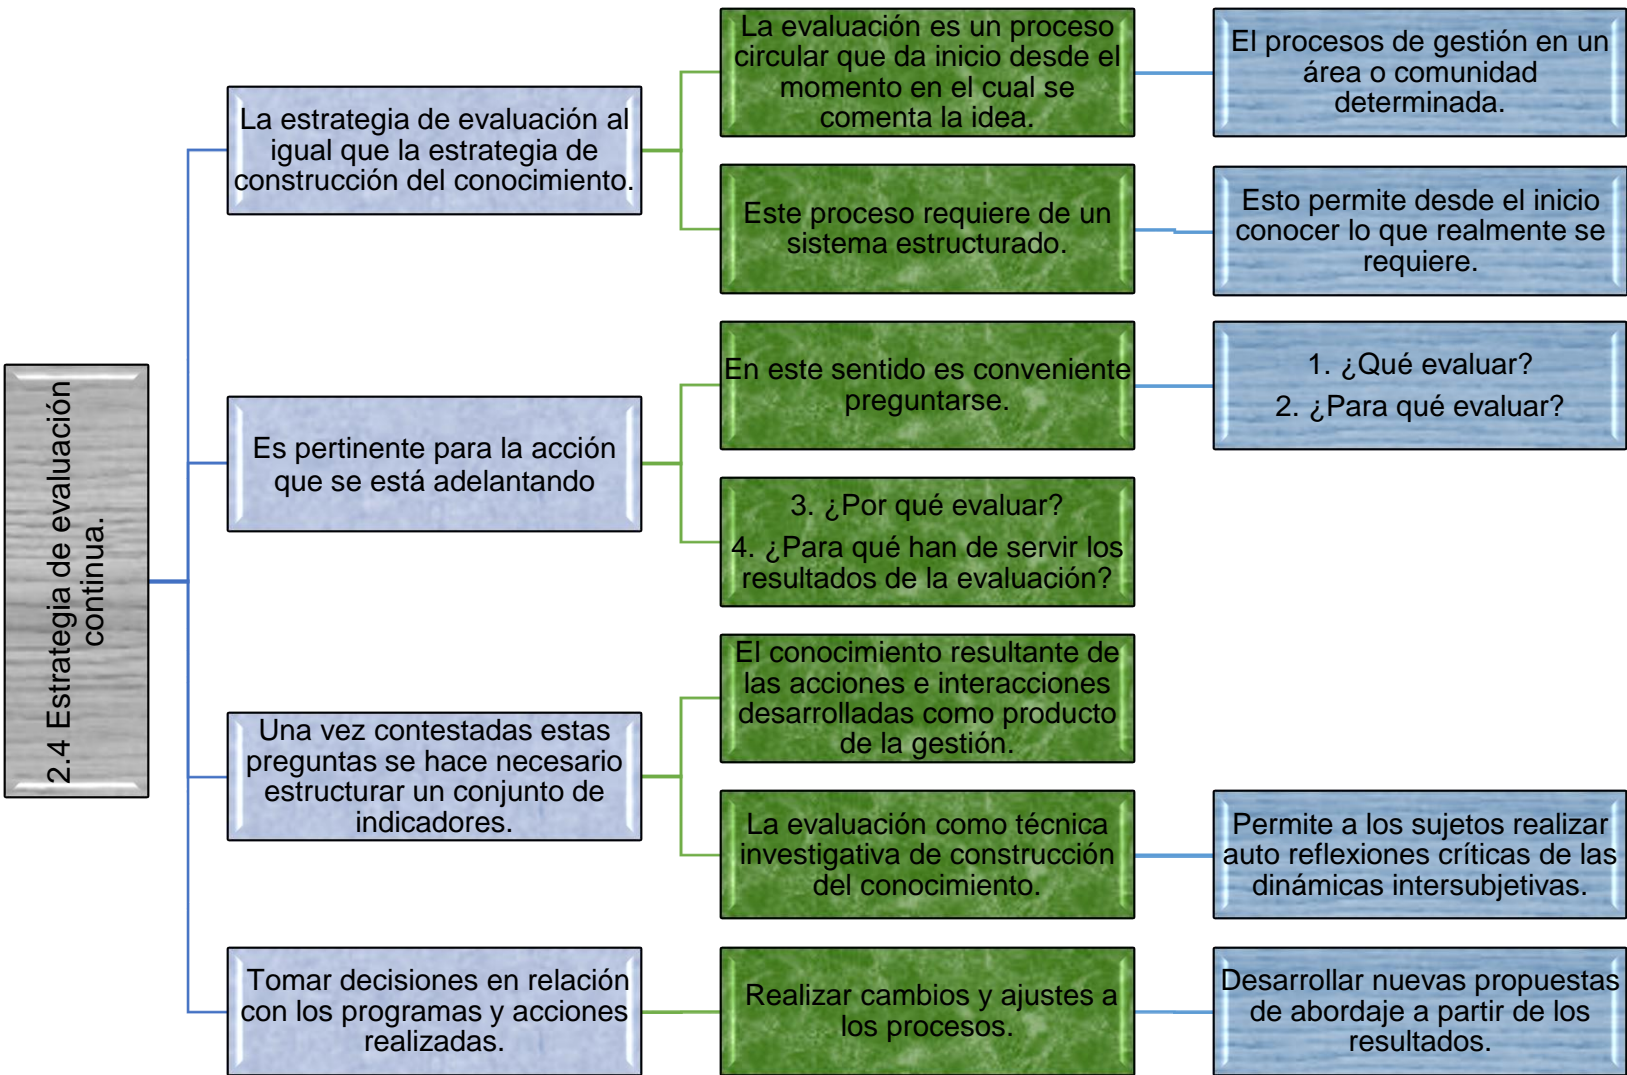 2.4 Estrategia de evaluación
continua.
La estrategia de evaluación al
igual que la estrategia de
construcción del conocimiento.
La evaluación es un proceso
circular que da inicio desde el
momento en el cual se
comenta la idea.
El procesos de gestión en un
área o comunidad
determinada.
Este proceso requiere de un
sistema estructurado.
Esto permite desde el inicio
conocer lo que realmente se
requiere.
Es pertinente para la acción
que se está adelantando
En este sentido es conveniente
preguntarse.
1. ¿Qué evaluar?
2. ¿Para qué evaluar?
3. ¿Por qué evaluar?
4. ¿Para qué han de servir los
resultados de la evaluación?
Una vez contestadas estas
preguntas se hace necesario
estructurar un conjunto de
indicadores.
El conocimiento resultante de
las acciones e interacciones
desarrolladas como producto
de la gestión.
La evaluación como técnica
investigativa de construcción
del conocimiento.
Permite a los sujetos realizar
auto reflexiones críticas de las
dinámicas intersubjetivas.
Tomar decisiones en relación
con los programas y acciones
realizadas.
Realizar cambios y ajustes a
los procesos.
Desarrollar nuevas propuestas
de abordaje a partir de los
resultados.